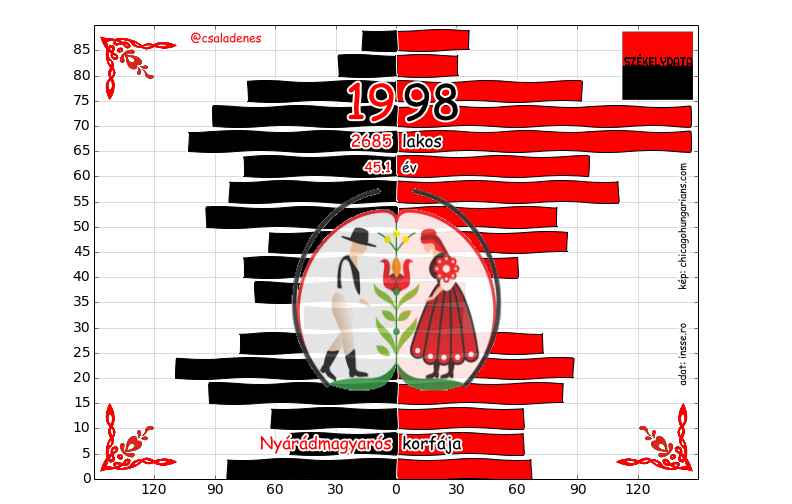 @csaladenes
SZÉKELYDATA
1998
2685 lakos
45.1 év
kép: chicagohungarians.com
adat: insse.ro
Nyárádmagyarós korfája
85
80
75
70
65
60
55
50
45
40
35
30
25
20
15
10
5
0
120 90 60 30 0 30 60 90 120